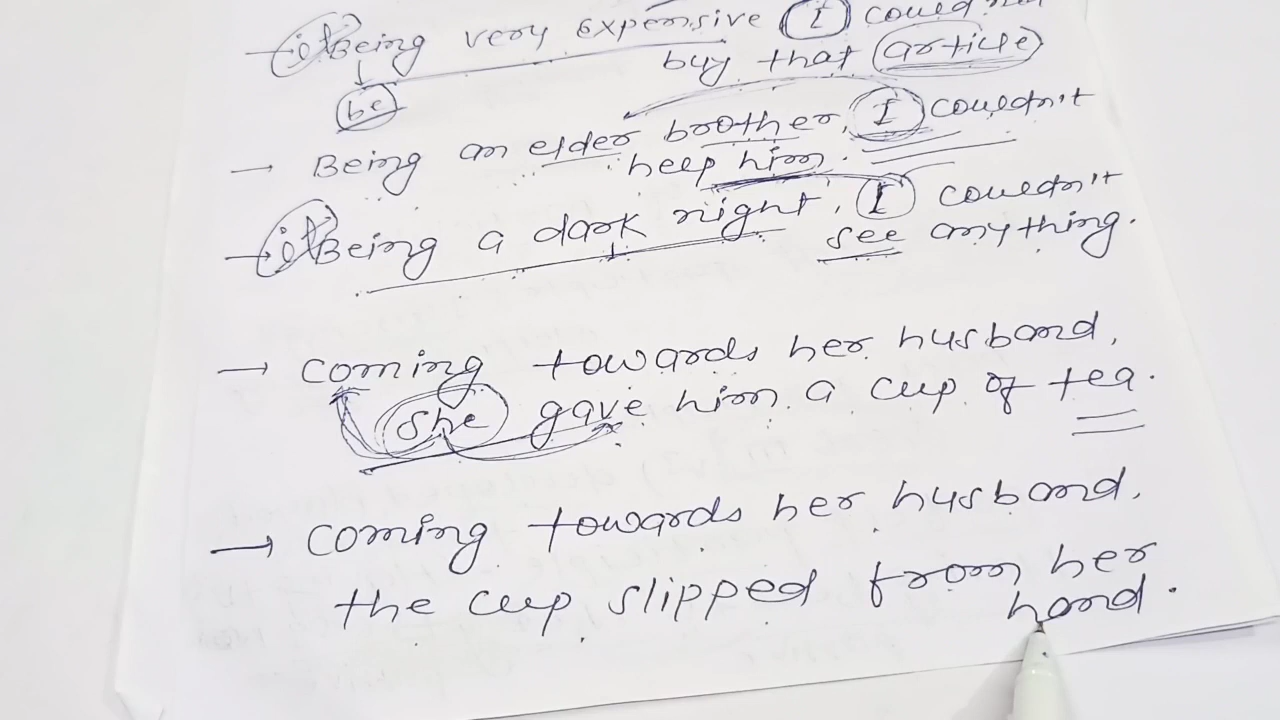 → it Being very expensive I could not
buy that article
be
→ Being an elder brother, I couldn't
help him.
→ it Being a dark night, I couldn't
see anything.
→ Coming towards her husband,
she gave him a cup of tea.
→ Coming towards her husband,
the cup slipped from her
hand.